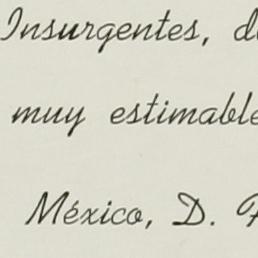 Insurgentes,
muy estimable
México, D. F